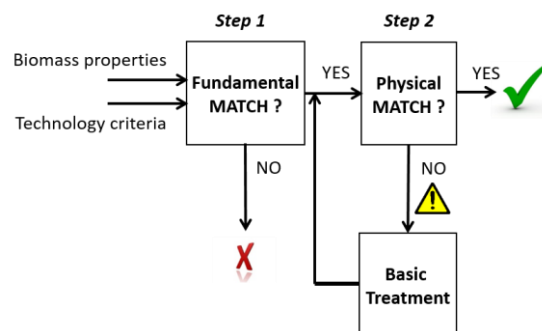 Step 1
Step 2
Biomass properties
Technology criteria
Fundamental
MATCH ?
YES
Physical
MATCH ?
YES
NO
NO
X
Basic
Treatment